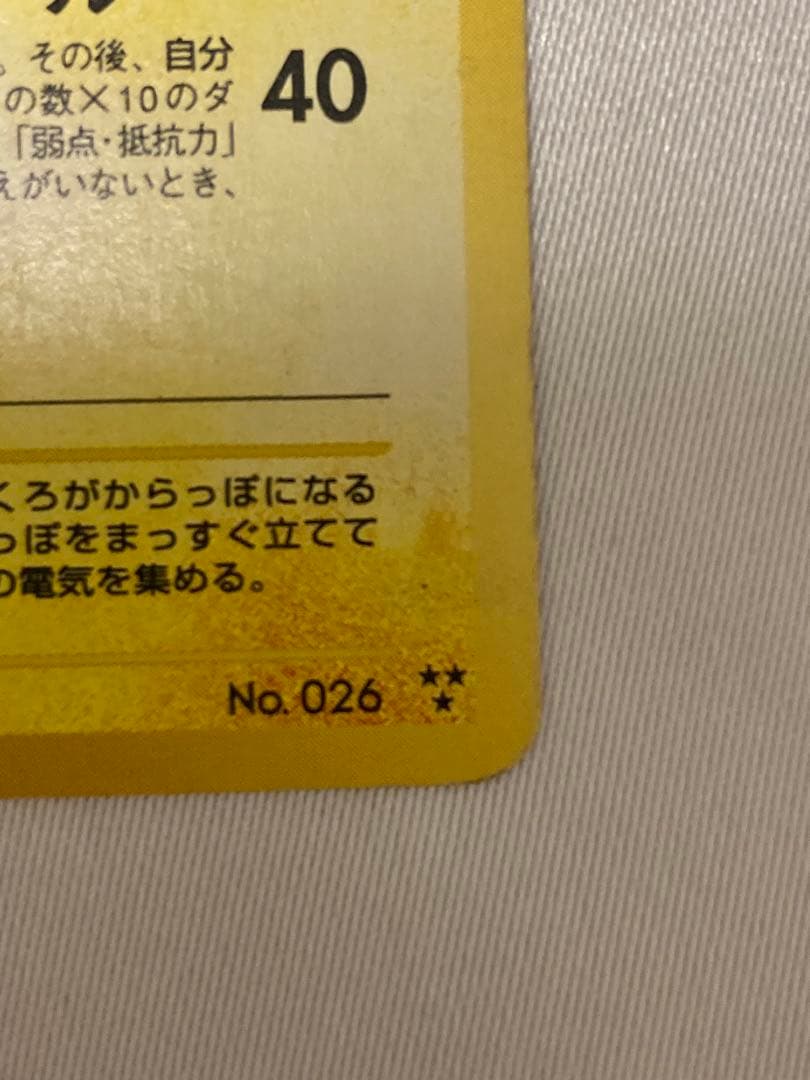 ル
。その後、自分
の数×10のダ
40
「弱点・抵抗力」
えがいないとき、
くろがからっぽになる
っぽをまっすぐ立てて
の電気を集める。
No.026 ★★★